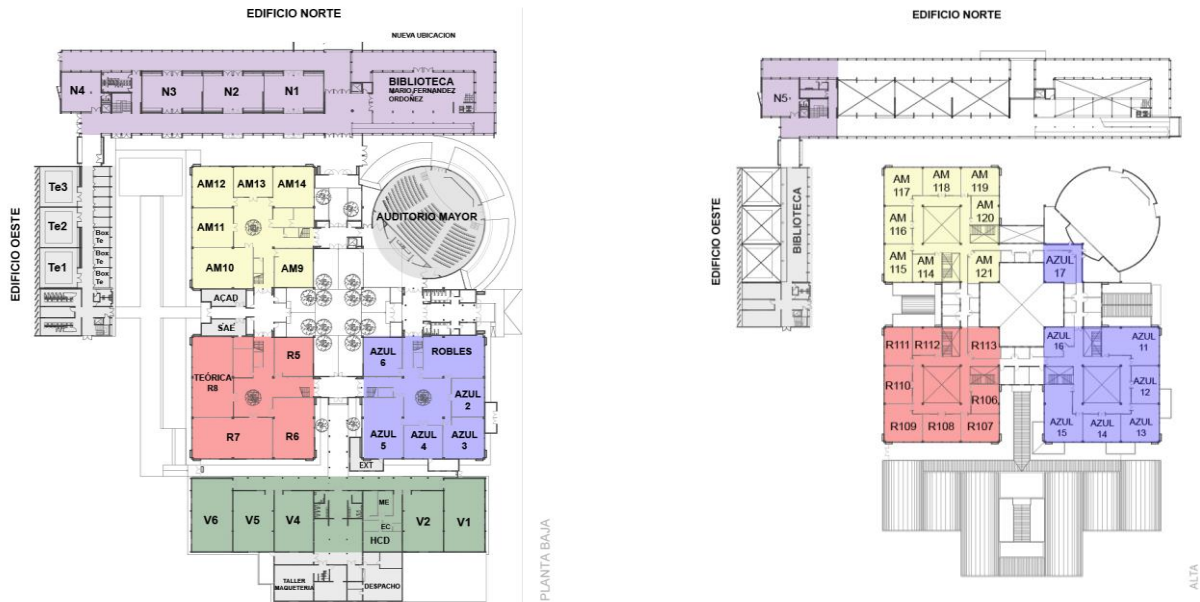 EDIFICIO NORTE
NUEVA UBICACION
N4
N3
N2
N1
BIBLIOTECA
MARIO FERNANDEZ
ORDOÑEZ
EDIFICIO OESTE
Te3
Te2
Te1
Box
Te
Box
Te
Box
Te
AM12
AM13
AM14
AM11
AM10
AM9
AUDITORIO MAYOR
ACAD
SAE
TEÓRICA
R8
R5
R7
R6
AZUL
6
ROBLES
AZUL
2
AZUL
5
AZUL
4
AZUL
3
EXT
V6
V5
V4
ME
EC
HCD
V2
V1
TALLER
MAQUETERIA
DESPACHO
PLANTA BAJA
EDIFICIO NORTE
N5
EDIFICIO OESTE
BIBLIOTECA
AM
117
AM
118
AM
119
AM
116
AM
120
AM
115
AM
114
AM
121
AZUL
17
R111
R112
R113
R110
R106
R109
R108
R107
AZUL
16
AZUL
11
AZUL
12
AZUL
15
AZUL
14
AZUL
13
ALTA